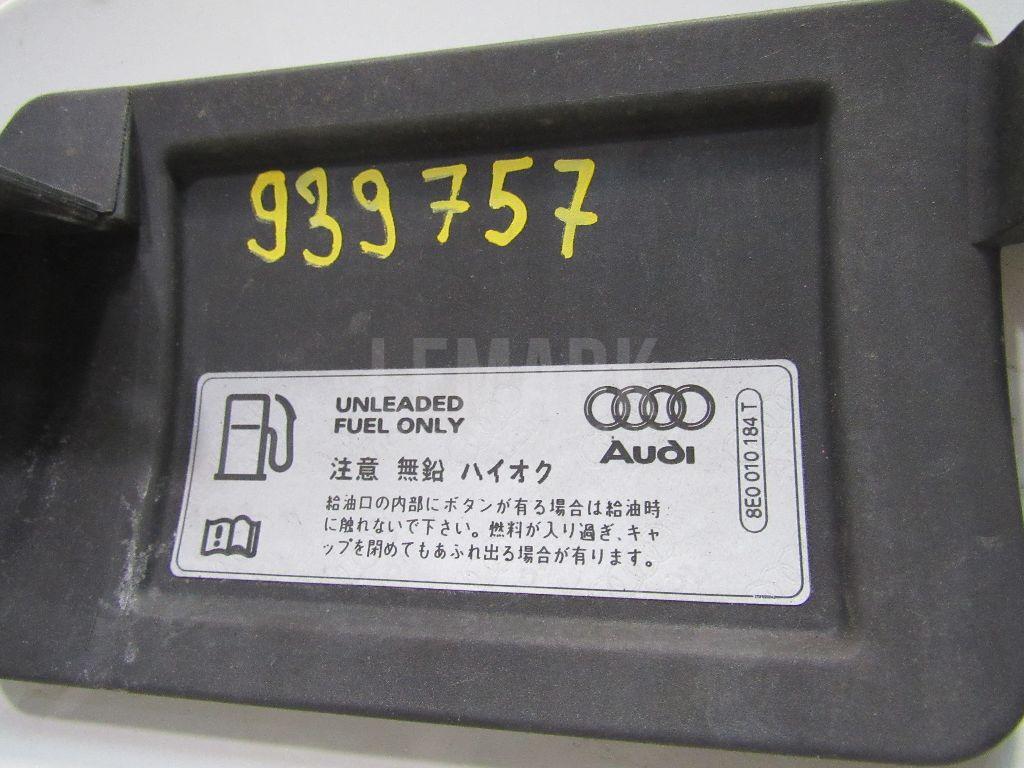 939757
LEMARK
UNLEADED
FUEL ONLY
Audi
8E0 010 184 T
注意 無鉛 ハイオク
給油口の内部にボタンが有る場合は給油時
に触れないで下さい。燃料が入り過ぎ、キャ
ップを閉めてもあふれ出る場合が有ります。